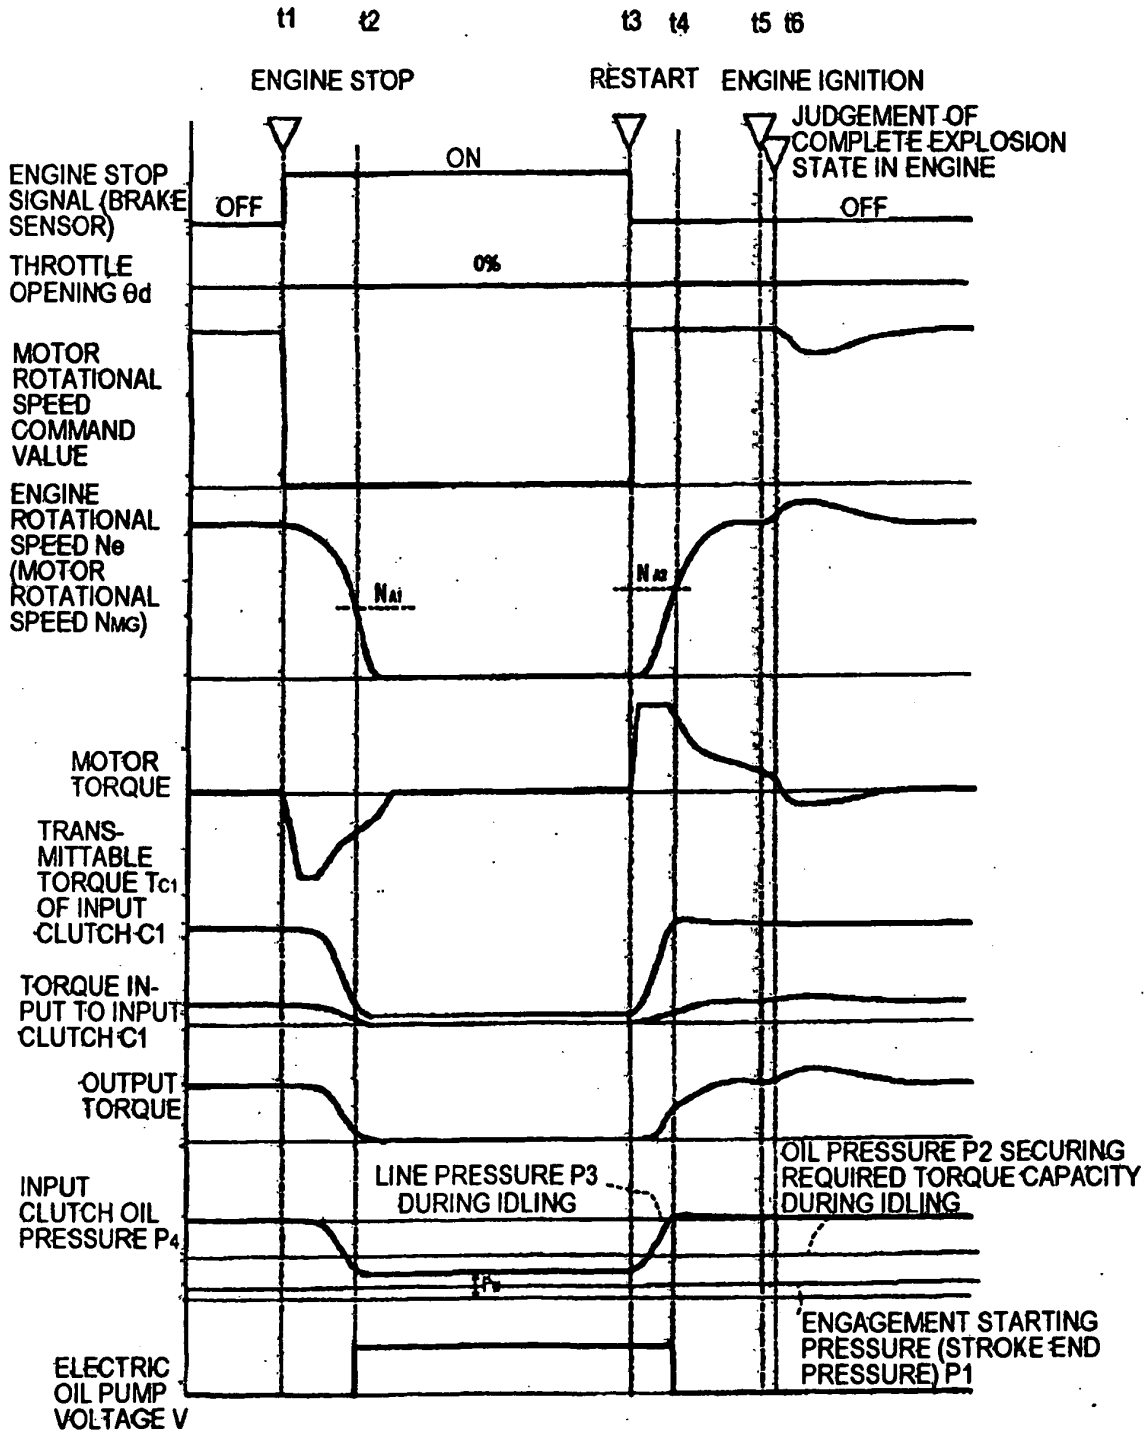 t1 t2 t3 t4 t5 t6
ENGINE STOP RESTART ENGINE IGNITION
JUDGEMENT OF
COMPLETE EXPLOSION
STATE IN ENGINE
ENGINE STOP
SIGNAL (BRAKE
SENSOR)
OFF
ON
OFF
THROTTLE
OPENING θd
0%
MOTOR
ROTATIONAL
SPEED
COMMAND
VALUE
ENGINE
ROTATIONAL
SPEED Ne
(MOTOR
ROTATIONAL
SPEED NMG)
NA1
NA2
MOTOR
TORQUE
TRANS-
MITTABLE
TORQUE TC1
OF INPUT
CLUTCH C1
TORQUE IN-
PUT TO INPUT
CLUTCH C1
OUTPUT
TORQUE
INPUT
CLUTCH OIL
PRESSURE P4
LINE PRESSURE P3
DURING IDLING
OIL PRESSURE P2 SECURING
REQUIRED TORQUE CAPACITY
DURING IDLING
ENGAGEMENT STARTING
PRESSURE (STROKE END
PRESSURE) P1
ELECTRIC
OIL PUMP
VOLTAGE V